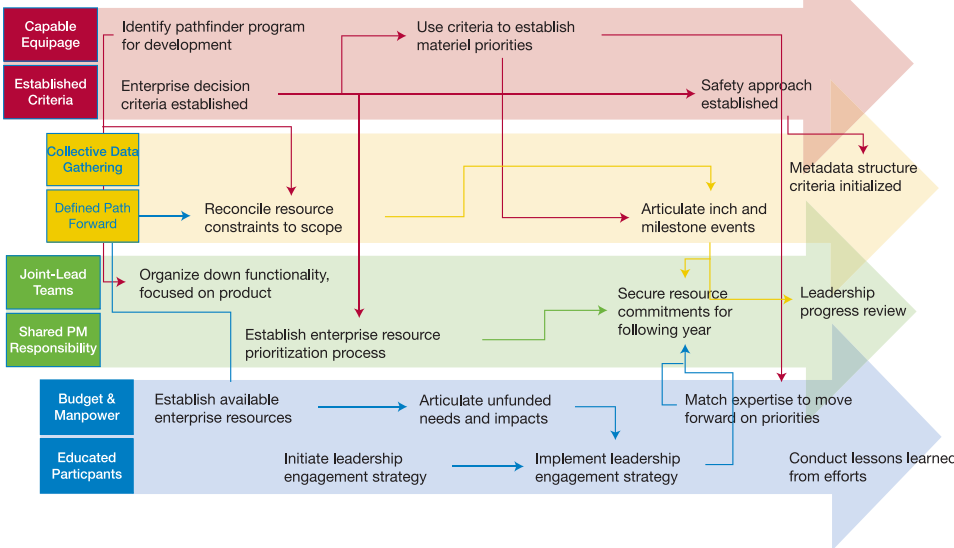 Capable
Equipage
Identify pathfinder program
for development
Use criteria to establish
materiel priorities
Established
Criteria
Enterprise decision
criteria established
Safety approach
established
Collective Data
Gathering
Metadata structure
criteria initialized
Defined Path
Forward
Reconcile resource
constraints to scope
Articulate inch and
milestone events
Joint-Lead
Teams
Organize down functionality,
focused on product
Secure resource
commitments for
following year
Leadership
progress review
Shared PM
Responsibility
Establish enterprise resource
prioritization process
Budget &
Manpower
Establish available
enterprise resources
Articulate unfunded
needs and impacts
Match expertise to move
forward on priorities
Educated
Particpants
Initiate leadership
engagement strategy
Implement leadership
engagement strategy
Conduct lessons learned
from efforts